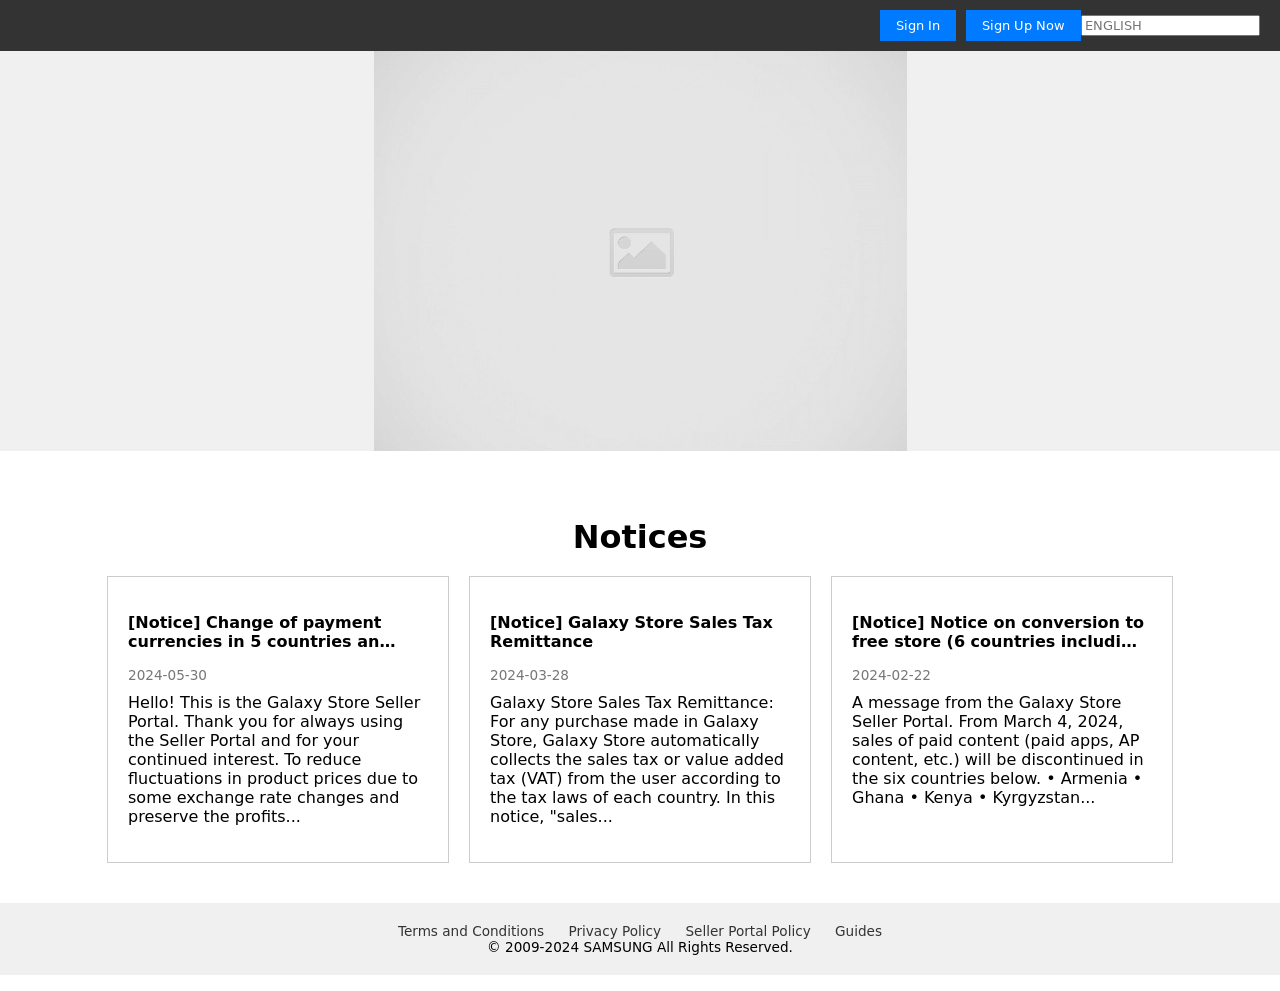 Sign In
Sign Up Now
ENGLISH
Notices
[Notice] Change of payment
currencies in 5 countries an…
2024-05-30
Hello! This is the Galaxy Store Seller
Portal. Thank you for always using
the Seller Portal and for your
continued interest. To reduce
fluctuations in product prices due to
some exchange rate changes and
preserve the profits...
[Notice] Galaxy Store Sales Tax
Remittance
2024-03-28
Galaxy Store Sales Tax Remittance:
For any purchase made in Galaxy
Store, Galaxy Store automatically
collects the sales tax or value added
tax (VAT) from the user according to
the tax laws of each country. In this
notice, "sales...
[Notice] Notice on conversion to
free store (6 countries includi…
2024-02-22
A message from the Galaxy Store
Seller Portal. From March 4, 2024,
sales of paid content (paid apps, AP
content, etc.) will be discontinued in
the six countries below. • Armenia •
Ghana • Kenya • Kyrgyzstan...
Terms and Conditions
Privacy Policy
Seller Portal Policy
Guides
© 2009-2024 SAMSUNG All Rights Reserved.